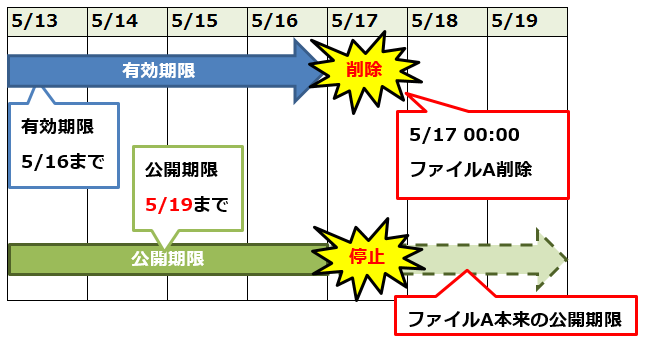 5/13 5/14 5/15 5/16 5/17 5/18 5/19
有効期限
削除
有効期限
5/16まで
5/17 00:00
ファイルA削除
公開期限
5/19まで
公開期限
停止
ファイルA本来の公開期限